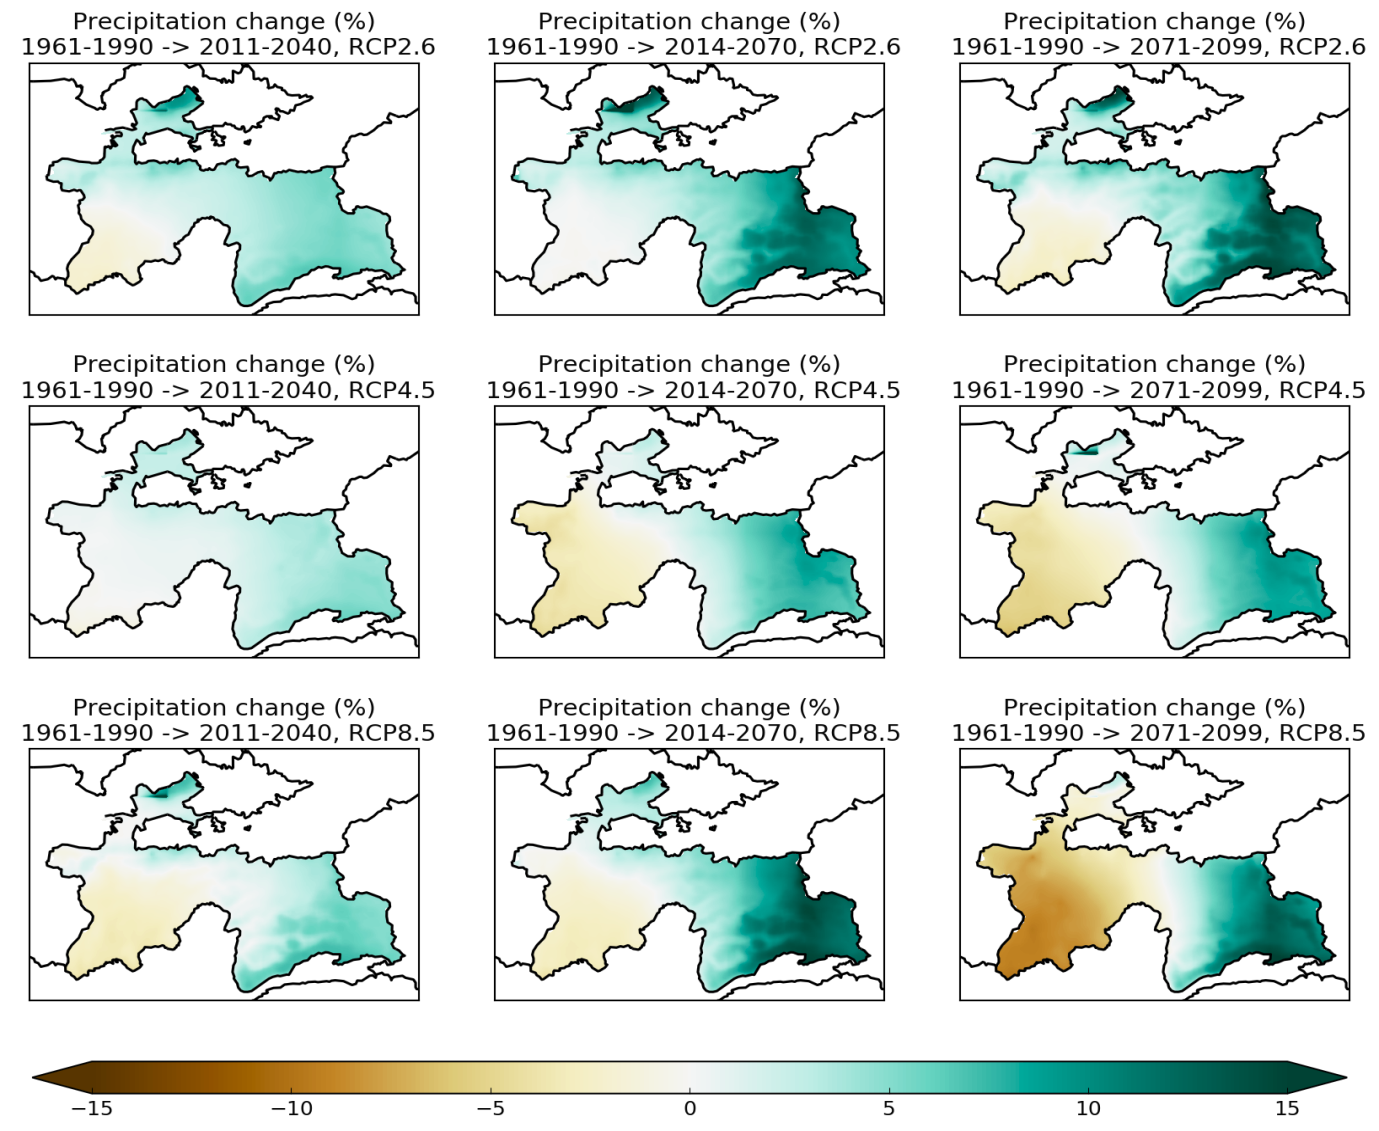 Precipitation change (%)
1961-1990 -> 2011-2040, RCP2.6
Precipitation change (%)
1961-1990 -> 2014-2070, RCP2.6
Precipitation change (%)
1961-1990 -> 2071-2099, RCP2.6
Precipitation change (%)
1961-1990 -> 2011-2040, RCP4.5
Precipitation change (%)
1961-1990 -> 2014-2070, RCP4.5
Precipitation change (%)
1961-1990 -> 2071-2099, RCP4.5
Precipitation change (%)
1961-1990 -> 2011-2040, RCP8.5
Precipitation change (%)
1961-1990 -> 2014-2070, RCP8.5
Precipitation change (%)
1961-1990 -> 2071-2099, RCP8.5
−15 −10 −5 0 5 10 15